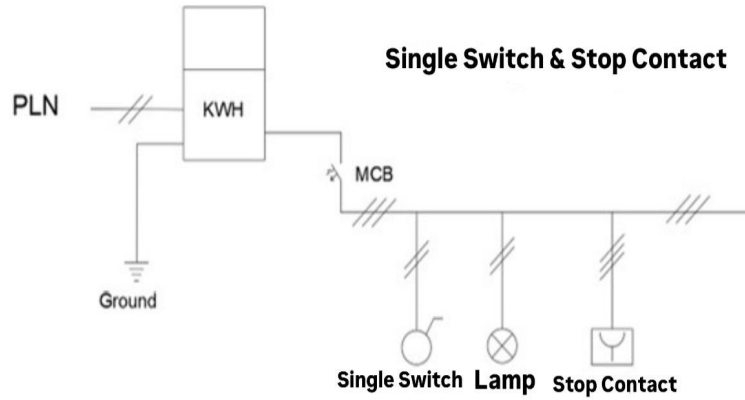 Single Switch & Stop Contact
PLN
KWH
MCB
Ground
Single Switch
Lamp
Stop Contact